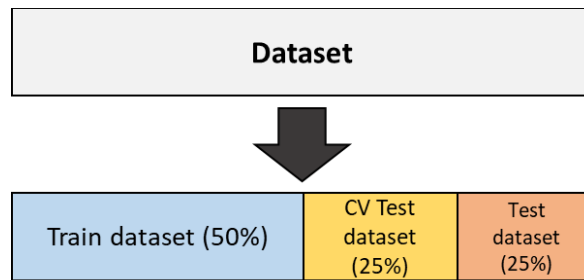 Dataset
Train dataset (50%)
CV Test
dataset
(25%)
Test
dataset
(25%)